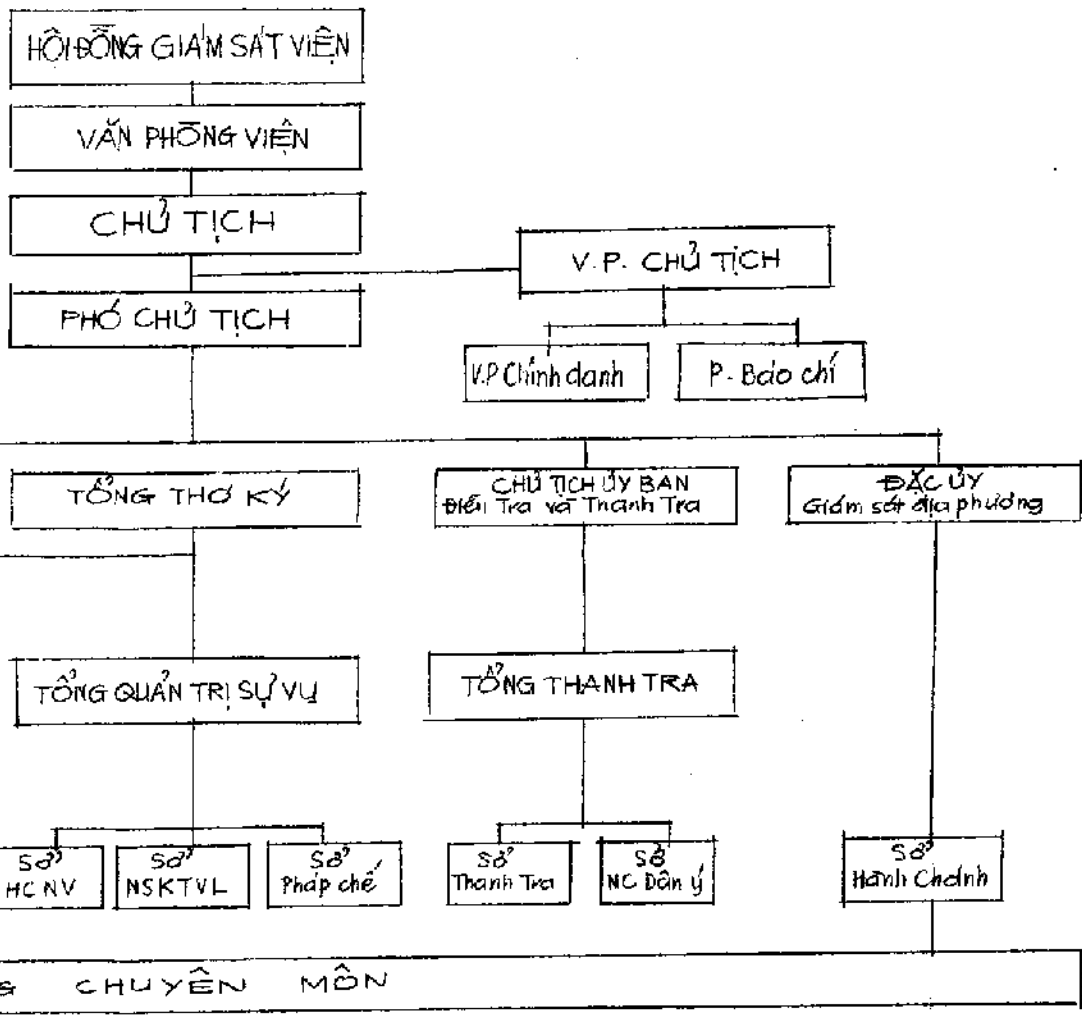 HỘI ĐỒNG GIÁM SÁT VIỆN
VĂN PHÒNG VIỆN
CHỦ TỊCH
V.P. CHỦ TỊCH
PHÓ CHỦ TỊCH
V.P Chính danh
P. Báo chí
TỔNG THƠ KÝ
CHỦ TỊCH ỦY BAN
Điều Tra và Thanh Tra
ĐẶC ỦY
Giám sát địa phương
TỔNG QUẢN TRỊ SỰ VỤ
TỔNG THANH TRA
Sở
HCNV
Sở
NSKTVL
Sở
Pháp chế
Sở
Thanh Tra
Sở
NC Dân ý
Sở
Hành Chánh
G CHUYÊN MÔN